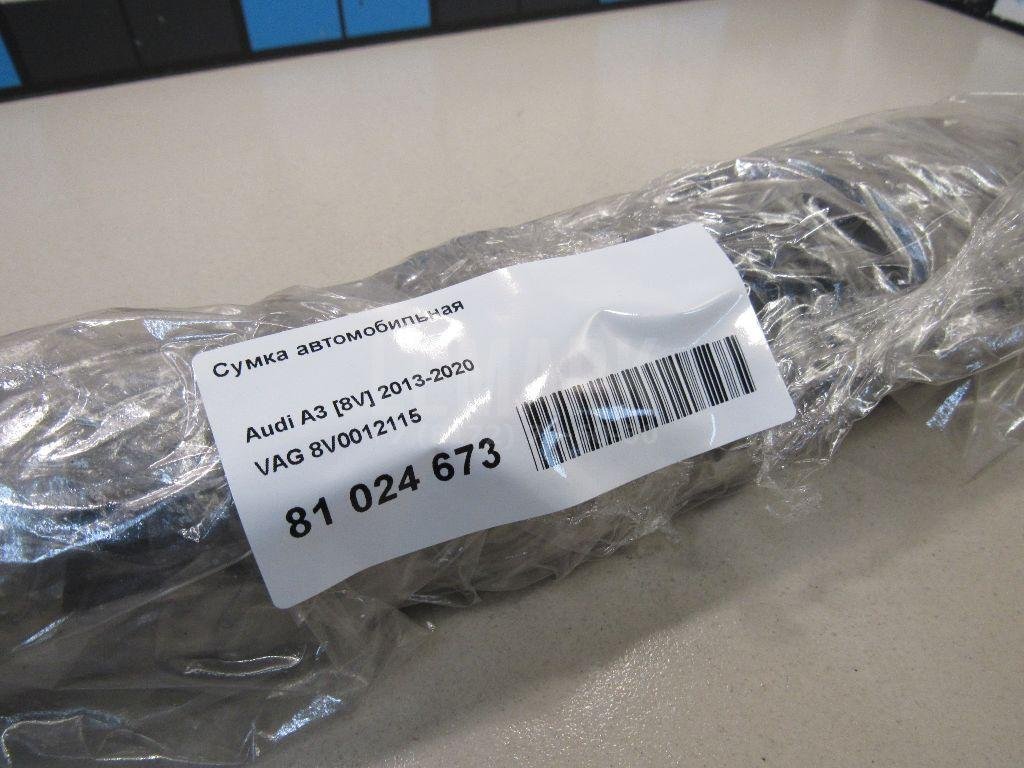 Сумка автомобильная
Audi A3 [8V] 2013-2020
VAG 8V0012115
81 024 673